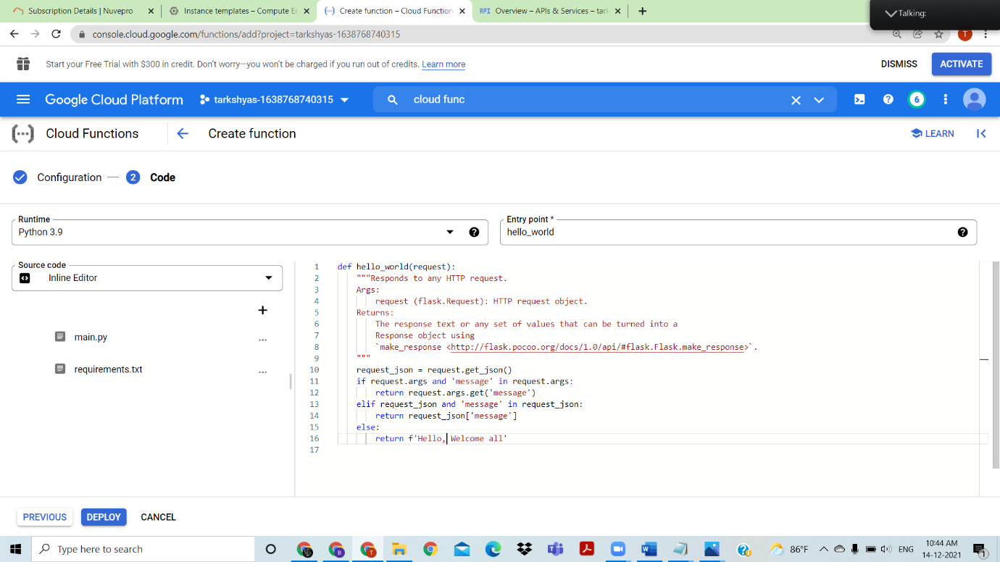 Subscription Details | Nuvepro
Instance templates – Compute En
Create function – Cloud Function
API Overview – APIs & Services – tark
Talking:
console.cloud.google.com/functions/add?project=tarkshyas-1638768740315
T
Start your Free Trial with $300 in credit. Don't worry—you won't be charged if you run out of credits. Learn more
DISMISS
ACTIVATE
Google Cloud Platform
tarkshyas-1638768740315
cloud func
6
Cloud Functions
Create function
LEARN
Configuration
2 Code
Runtime
Python 3.9
Entry point *
hello_world
Source code
Inline Editor
main.py
requirements.txt
1 def hello_world(request):
2 """Responds to any HTTP request.
3 Args:
4 request (flask.Request): HTTP request object.
5 Returns:
6 The response text or any set of values that can be turned into a
7 Response object using
8 `make_response <http://flask.pocoo.org/docs/1.0/api/#flask.Flask.make_response>`.
9 """
10 request_json = request.get_json()
11 if request.args and 'message' in request.args:
12 return request.args.get('message')
13 elif request_json and 'message' in request_json:
14 return request_json['message']
15 else:
16 return f'Hello, Welcome all'
17
PREVIOUS
DEPLOY
CANCEL
Type here to search
86°F
ENG
10:44 AM
14-12-2021
1